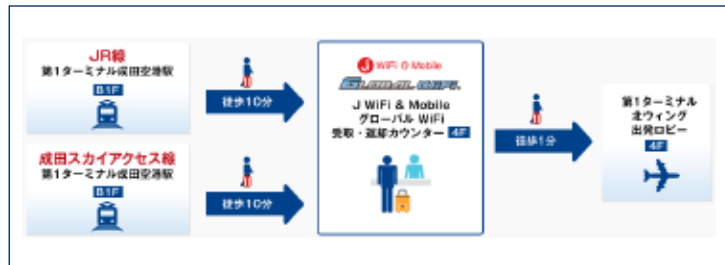 JR線
第1ターミナル成田空港駅
B1F
徒歩10分
成田スカイアクセス線
第1ターミナル成田空港駅
B1F
徒歩10分
J WiFi & Mobile
GLOBAL WiFi
J WiFi & Mobile
グローバル WiFi
受取・返却カウンター 4F
徒歩1分
第1ターミナル
北ウィング
出発ロビー
4F